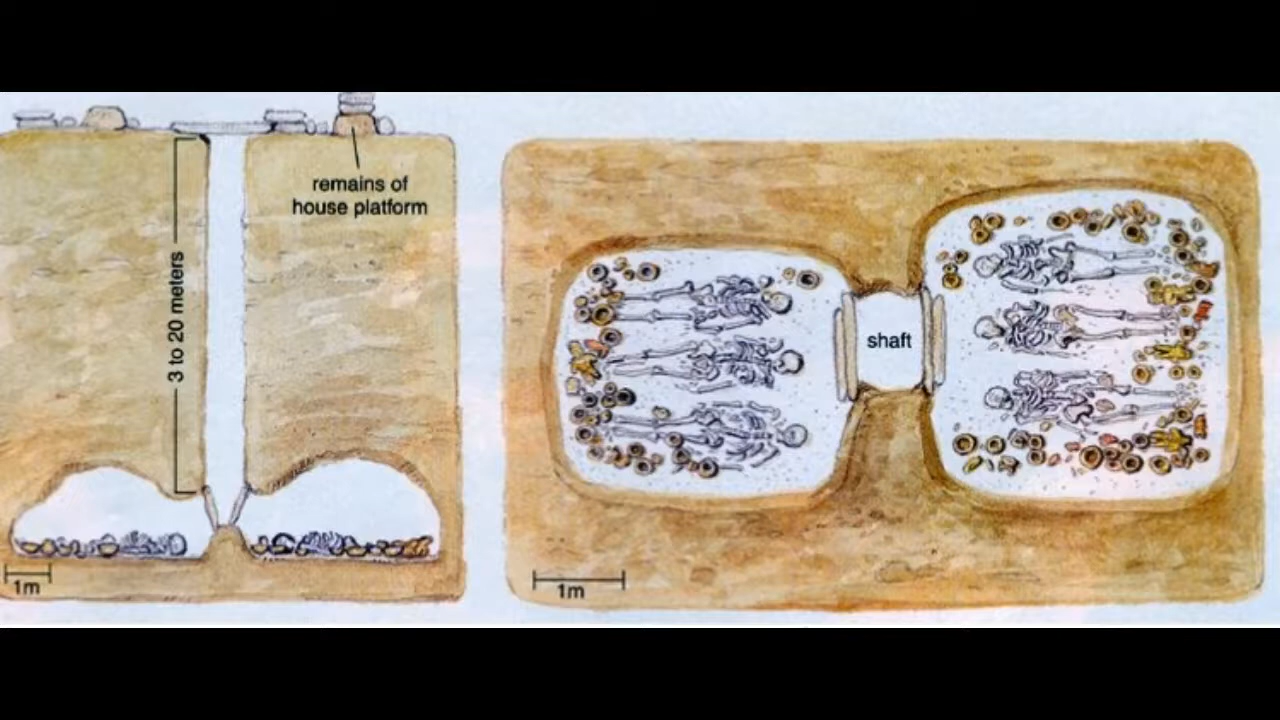 remains of
house platform
3 to 20 meters
1m
shaft
1m